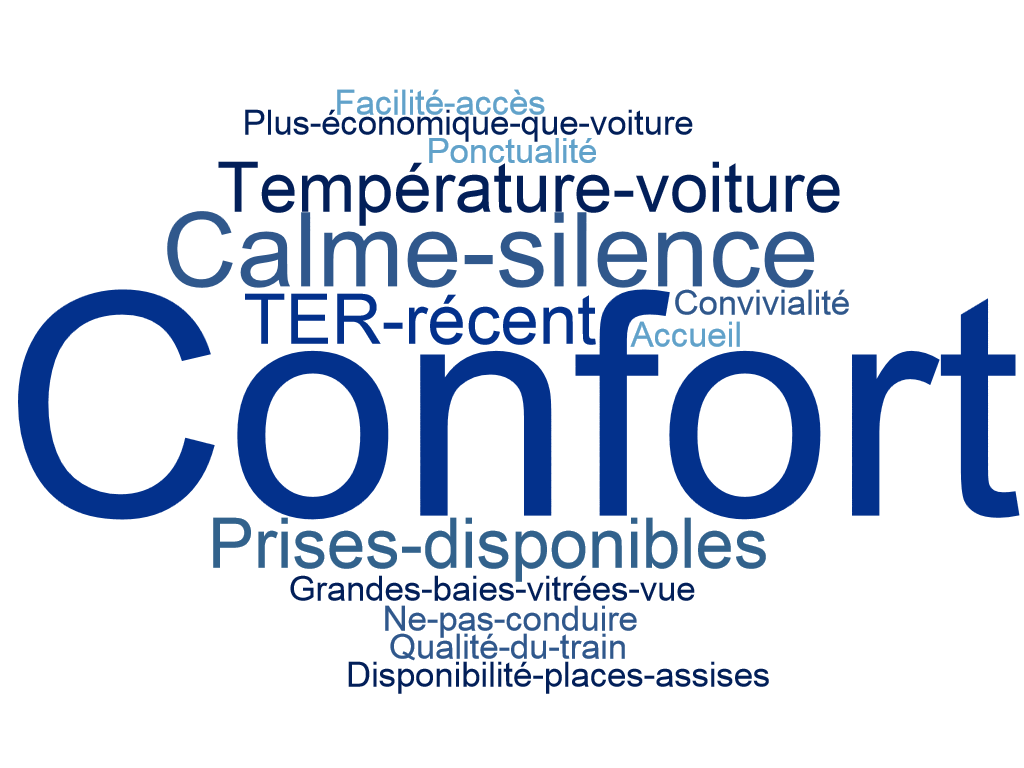 Facilité-accès
Plus-économique-que-voiture
Ponctualité
Température-voiture
Calme-silence
TER-récent
Convivialité
Accueil
Confort
Prises-disponibles
Grandes-baies-vitrées-vue
Ne-pas-conduire
Qualité-du-train
Disponibilité-places-assises